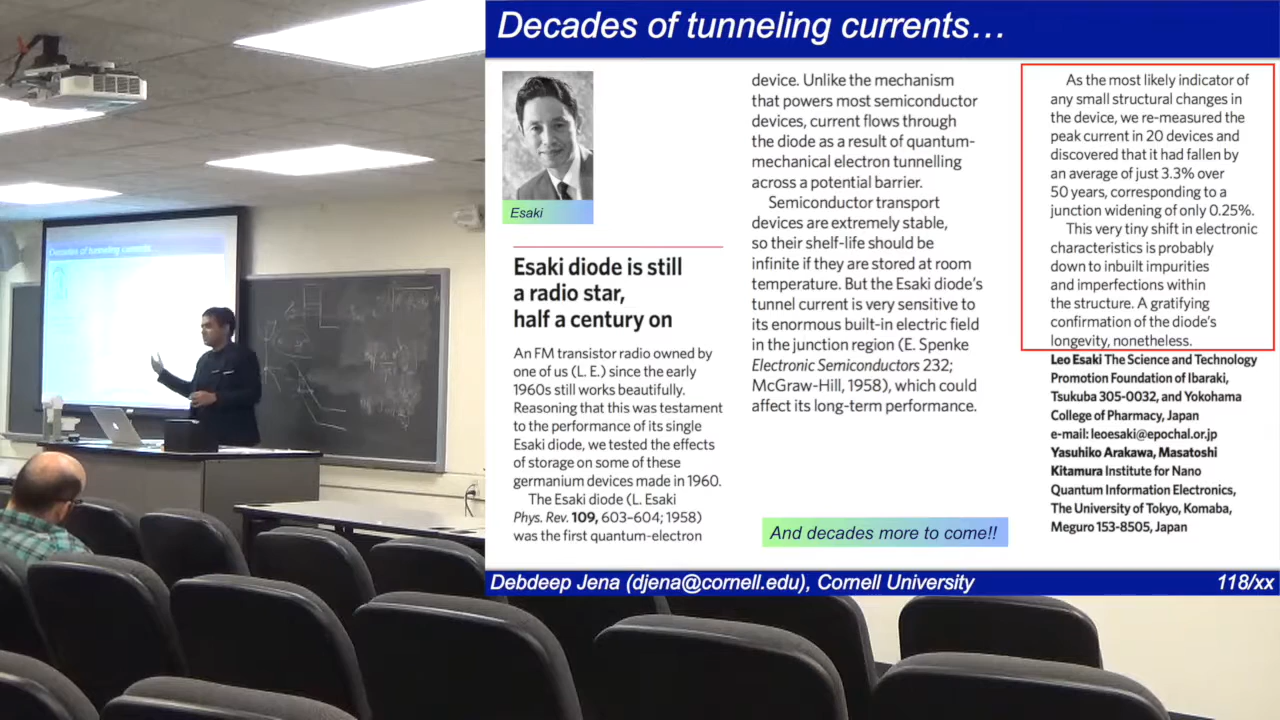 Decades of tunneling currents…
Decades of tunneling currents...
Esaki
Esaki diode is still
a radio star,
half a century on
An FM transistor radio owned by
one of us (L. E.) since the early
1960s still works beautifully.
Reasoning that this was testament
to the performance of its single
Esaki diode, we tested the effects
of storage on some of these
germanium devices made in 1960.
The Esaki diode (L. Esaki
Phys. Rev. 109, 603–604; 1958)
was the first quantum-electron
device. Unlike the mechanism
that powers most semiconductor
devices, current flows through
the diode as a result of quantum-
mechanical electron tunnelling
across a potential barrier.
Semiconductor transport
devices are extremely stable,
so their shelf-life should be
infinite if they are stored at room
temperature. But the Esaki diode's
tunnel current is very sensitive to
its enormous built-in electric field
in the junction region (E. Spenke
Electronic Semiconductors 232;
McGraw-Hill, 1958), which could
affect its long-term performance.
As the most likely indicator of
any small structural changes in
the device, we re-measured the
peak current in 20 devices and
discovered that it had fallen by
an average of just 3.3% over
50 years, corresponding to a
junction widening of only 0.25%.
This very tiny shift in electronic
characteristics is probably
down to inbuilt impurities
and imperfections within
the structure. A gratifying
confirmation of the diode's
longevity, nonetheless.
Leo Esaki The Science and Technology
Promotion Foundation of Ibaraki,
Tsukuba 305-0032, and Yokohama
College of Pharmacy, Japan
e-mail: leoesaki@epochal.or.jp
Yasuhiko Arakawa, Masatoshi
Kitamura Institute for Nano
Quantum Information Electronics,
The University of Tokyo, Komaba,
Meguro 153-8505, Japan
And decades more to come!!
Debdeep Jena (djena@cornell.edu), Cornell University
118/xx